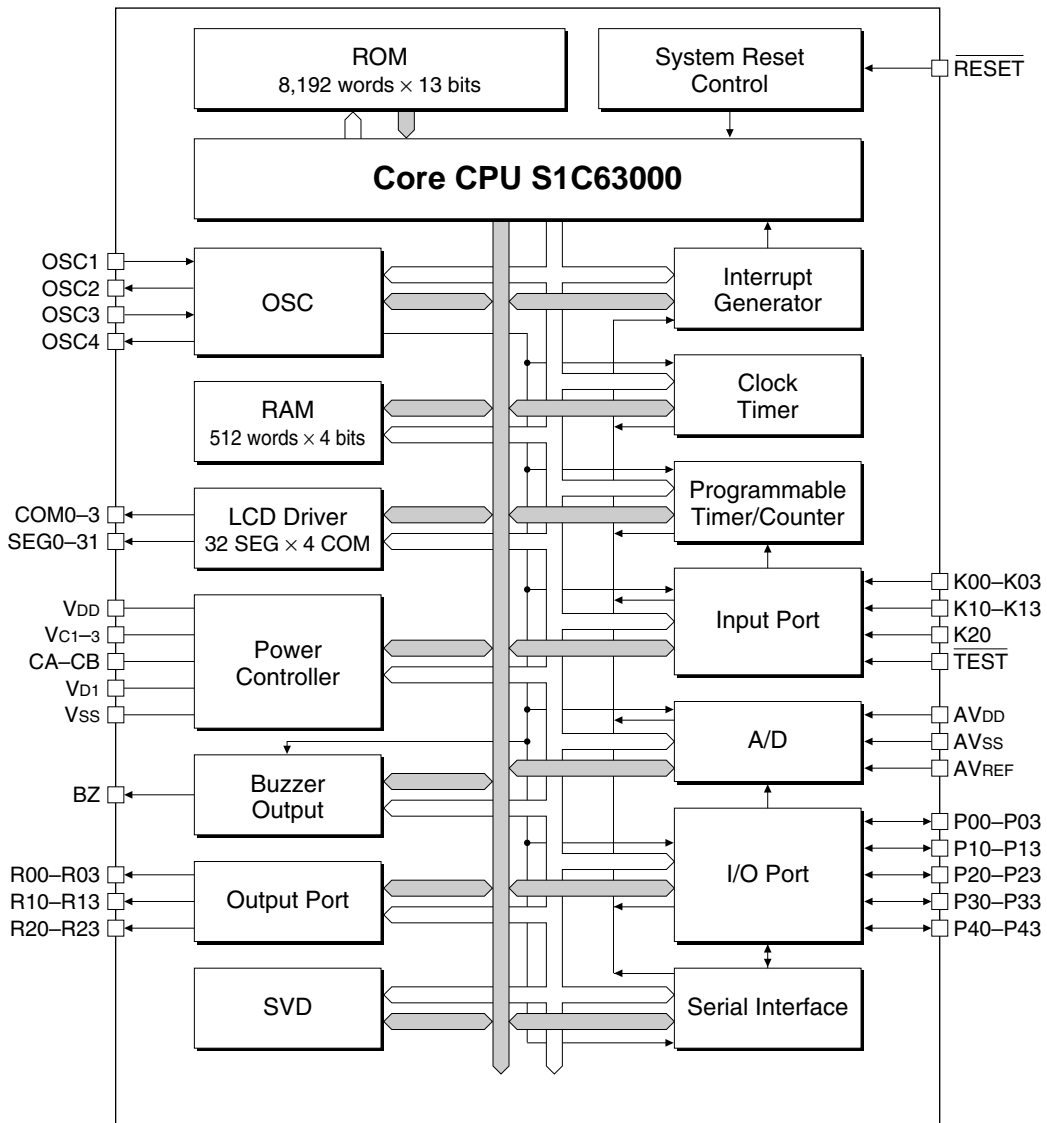 ROM
8,192 words × 13 bits
System Reset
Control
RESET
Core CPU S1C63000
OSC1
OSC2
OSC3
OSC4
OSC
Interrupt
Generator
RAM
512 words × 4 bits
Clock
Timer
COM0–3
SEG0–31
LCD Driver
32 SEG × 4 COM
Programmable
Timer/Counter
VDD
VC1–3
CA–CB
VD1
VSS
Power
Controller
Input Port
K00–K03
K10–K13
K20
TEST
BZ
Buzzer
Output
A/D
AVDD
AVSS
AVREF
R00–R03
R10–R13
R20–R23
Output Port
I/O Port
P00–P03
P10–P13
P20–P23
P30–P33
P40–P43
SVD
Serial Interface